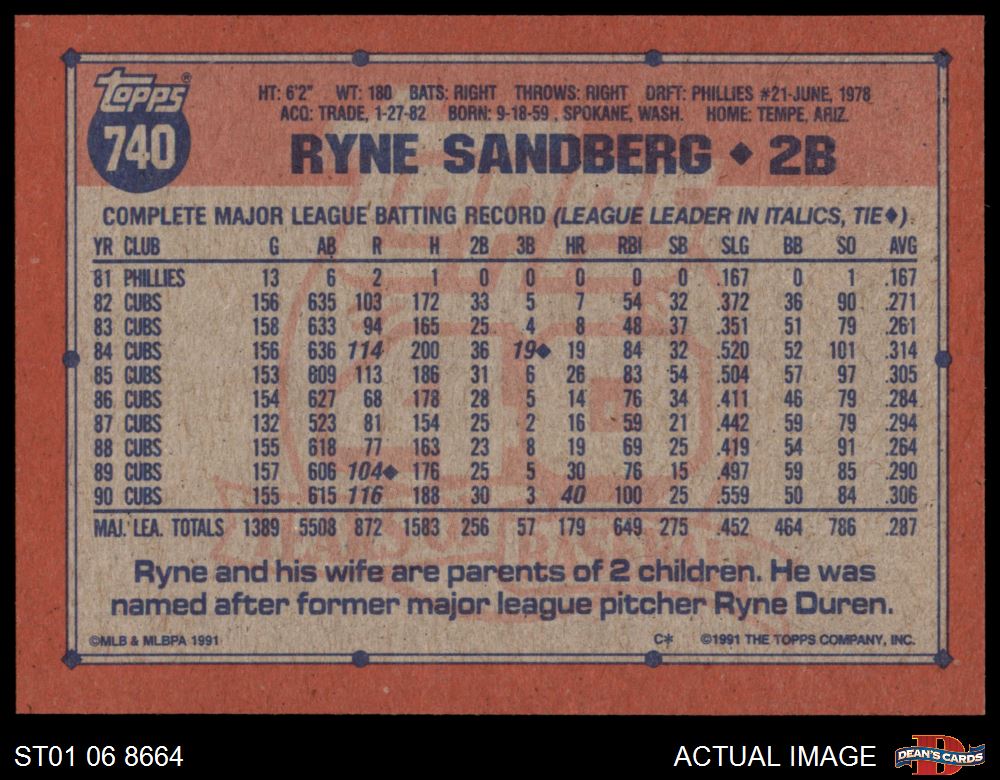 Topps®
740
HT: 6'2" WT: 180 BATS: RIGHT THROWS: RIGHT DRFT: PHILLIES #21-JUNE, 1978
ACQ: TRADE, 1-27-82 BORN: 9-18-59 , SPOKANE, WASH. HOME: TEMPE, ARIZ.
RYNE SANDBERG ♦ 2B
COMPLETE MAJOR LEAGUE BATTING RECORD (LEAGUE LEADER IN ITALICS, TIE♦)
YR CLUB G AB R H 2B 3B HR RBI SB SLG BB SO AVG
81 PHILLIES 13 6 2 1 0 0 0 0 0 .167 0 1 .167
82 CUBS 156 635 103 172 33 5 7 54 32 .372 36 90 .271
83 CUBS 158 633 94 165 25 4 8 48 37 .351 51 79 .261
84 CUBS 156 636 114 200 36 19♦ 19 84 32 .520 52 101 .314
85 CUBS 153 609 113 186 31 6 26 83 54 .504 57 97 .305
86 CUBS 154 627 68 178 28 5 14 76 34 .411 46 79 .284
87 CUBS 132 523 81 154 25 2 16 59 21 .442 59 79 .294
88 CUBS 155 618 77 163 23 8 19 69 25 .419 54 91 .264
89 CUBS 157 606 104♦ 176 25 5 30 76 15 .497 59 85 .290
90 CUBS 155 615 116 188 30 3 40 100 25 .559 50 84 .306
MAJ. LEA. TOTALS 1389 5508 872 1583 256 57 179 649 275 .452 464 786 .287
Ryne and his wife are parents of 2 children. He was
named after former major league pitcher Ryne Duren.
©MLB & MLBPA 1991 C* ©1991 THE TOPPS COMPANY, INC.
ST01 06 8664 ACTUAL IMAGE DEAN'S CARDS